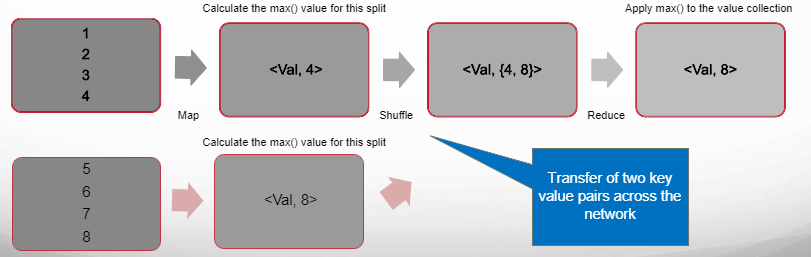 Calculate the max() value for this split
Apply max() to the value collection
1
2
3
4
<Val, 4>
<Val, {4, 8}>
<Val, 8>
Map
Shuffle
Reduce
Calculate the max() value for this split
5
6
7
8
<Val, 8>
Transfer of two key
value pairs across the
network